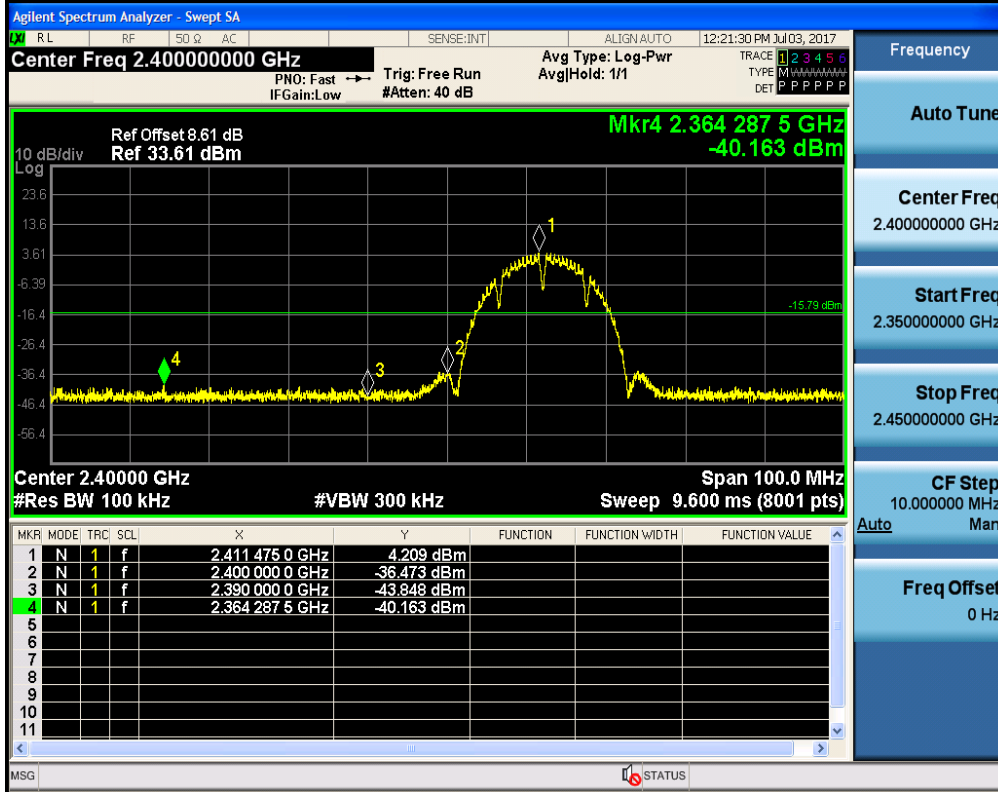 Agilent Spectrum Analyzer - Swept SA
LXI RL RF 50 Ω AC SENSE:INT ALIGN AUTO 12:21:30 PM Jul 03, 2017
Center Freq 2.400000000 GHz
PNO: Fast
IFGain:Low
Trig: Free Run
#Atten: 40 dB
Avg Type: Log-Pwr
Avg|Hold: 1/1
TRACE 1 2 3 4 5 6
TYPE M WWWWW
DET P P P P P P
Ref Offset 8.61 dB
Ref 33.61 dBm
10 dB/div
Log
Mkr4 2.364 287 5 GHz
-40.163 dBm
23.6
13.6
3.61
-6.39
-16.4
-26.4
-36.4
-46.4
-56.4
1
2
3
4
-15.79 dBm
Center 2.40000 GHz Span 100.0 MHz
#Res BW 100 kHz #VBW 300 kHz Sweep 9.600 ms (8001 pts)
MKR MODE TRC SCL X Y FUNCTION FUNCTION WIDTH FUNCTION VALUE
1 N 1 f 2.411 475 0 GHz 4.209 dBm
2 N 1 f 2.400 000 0 GHz -36.473 dBm
3 N 1 f 2.390 000 0 GHz -43.848 dBm
4 N 1 f 2.364 287 5 GHz -40.163 dBm
5
6
7
8
9
10
11
MSG STATUS
Frequency
Auto Tune
Center Freq
2.400000000 GHz
Start Freq
2.350000000 GHz
Stop Freq
2.450000000 GHz
CF Step
10.000000 MHz
Auto Man
Freq Offset
0 Hz